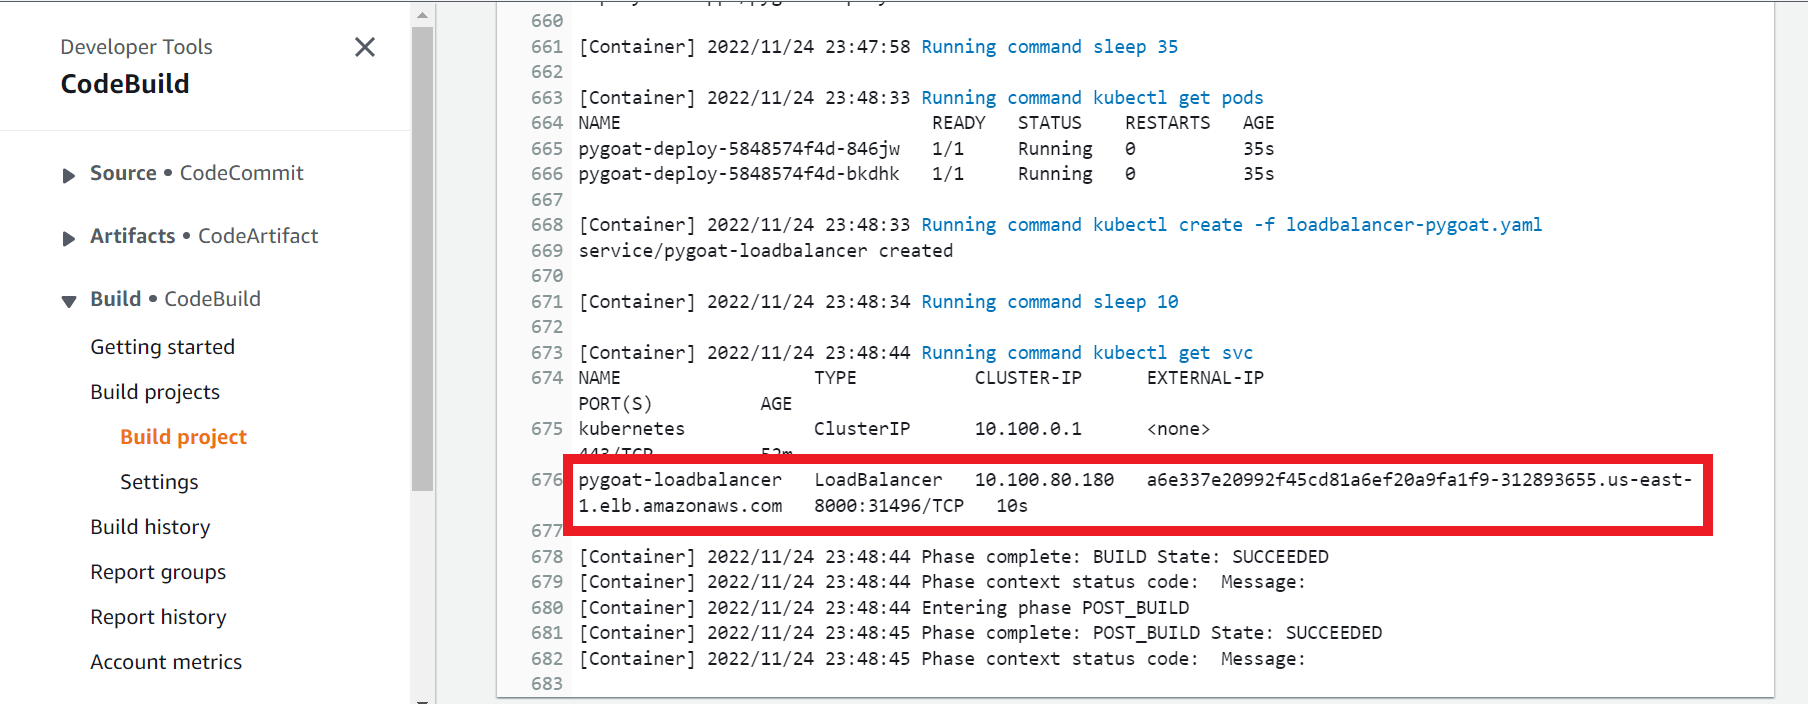 Developer Tools
CodeBuild
Source • CodeCommit
Artifacts • CodeArtifact
Build • CodeBuild
Getting started
Build projects
Build project
Settings
Build history
Report groups
Report history
Account metrics
660
661 [Container] 2022/11/24 23:47:58 Running command sleep 35
662
663 [Container] 2022/11/24 23:48:33 Running command kubectl get pods
664 NAME READY STATUS RESTARTS AGE
665 pygoat-deploy-5848574f4d-846jw 1/1 Running 0 35s
666 pygoat-deploy-5848574f4d-bkdhk 1/1 Running 0 35s
667
668 [Container] 2022/11/24 23:48:33 Running command kubectl create -f loadbalancer-pygoat.yaml
669 service/pygoat-loadbalancer created
670
671 [Container] 2022/11/24 23:48:34 Running command sleep 10
672
673 [Container] 2022/11/24 23:48:44 Running command kubectl get svc
674 NAME TYPE CLUSTER-IP EXTERNAL-IP
PORT(S) AGE
675 kubernetes ClusterIP 10.100.0.1 <none>
443/TCP 52m
676 pygoat-loadbalancer LoadBalancer 10.100.80.180 a6e337e20992f45cd81a6ef20a9fa1f9-312893655.us-east-
1.elb.amazonaws.com 8000:31496/TCP 10s
677
678 [Container] 2022/11/24 23:48:44 Phase complete: BUILD State: SUCCEEDED
679 [Container] 2022/11/24 23:48:44 Phase context status code: Message:
680 [Container] 2022/11/24 23:48:44 Entering phase POST_BUILD
681 [Container] 2022/11/24 23:48:45 Phase complete: POST_BUILD State: SUCCEEDED
682 [Container] 2022/11/24 23:48:45 Phase context status code: Message:
683